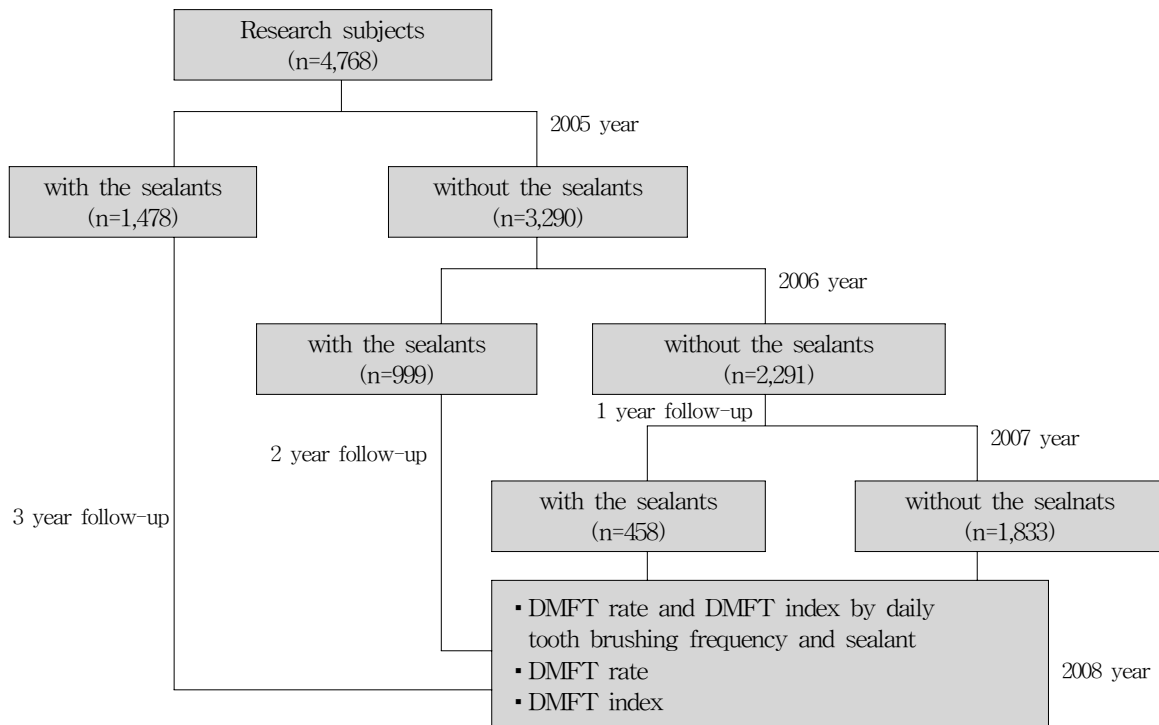 Research subjects
(n=4,768)
2005 year
with the sealants
(n=1,478)
without the sealants
(n=3,290)
2006 year
with the sealants
(n=999)
without the sealants
(n=2,291)
1 year follow-up
2007 year
2 year follow-up
with the sealants
(n=458)
without the sealnats
(n=1,833)
3 year follow-up
▪ DMFT rate and DMFT index by daily
tooth brushing frequency and sealant
▪ DMFT rate
▪ DMFT index
2008 year